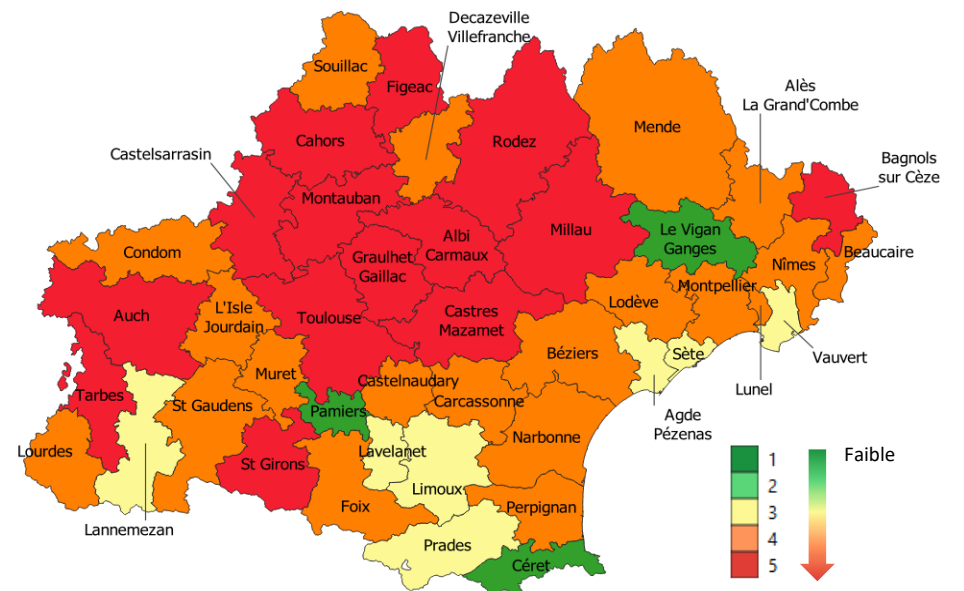 Decazeville
Villefranche
Souillac
Figeac
Alès
La Grand'Combe
Mende
Cahors
Rodez
Castelsarrasin
Bagnols
sur Cèze
Montauban
Albi
Carmaux
Millau
Le Vigan
Ganges
Condom
Graulhet
Gaillac
Nîmes
Beaucaire
Montpellier
Auch
L'Isle
Jourdain
Toulouse
Castres
Mazamet
Lodève
Béziers
Sète
Vauvert
Muret
Castelnaudary
Lunel
Tarbes
St Gaudens
Pamiers
Carcassonne
Agde
Pézenas
Narbonne
Lourdes
Lavelanet
St Girons
Limoux
Foix
Perpignan
Lannemezan
Prades
Céret
1
2
3
4
5
Faible